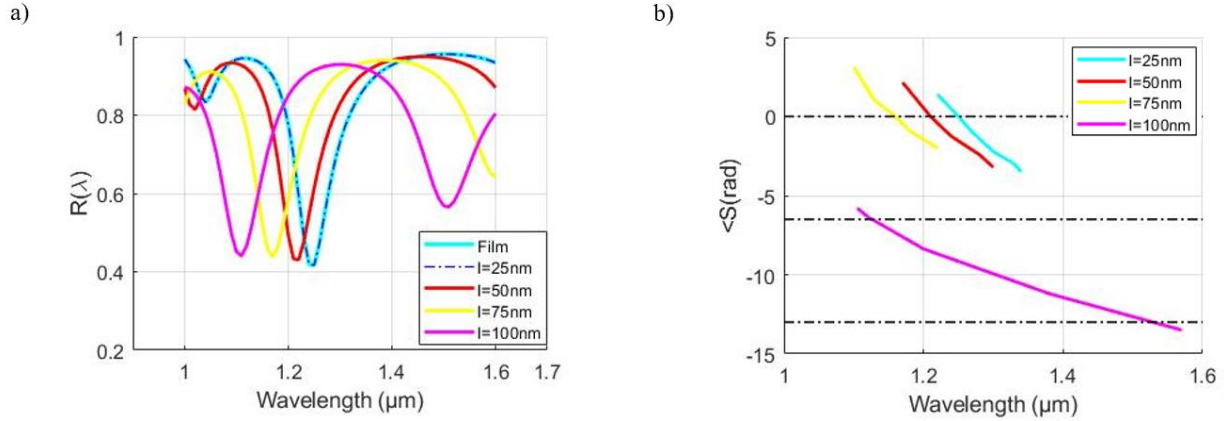 a)
1
0.8
0.6
0.4
0.2
R(λ)
1
1.2
1.4
1.6
1.7
Wavelength (µm)
Film
l=25nm
l=50nm
l=75nm
l=100nm
b)
5
0
-5
-10
-15
<S(rad)
1
1.2
1.4
1.6
Wavelength (µm)
l=25nm
l=50nm
l=75nm
l=100nm